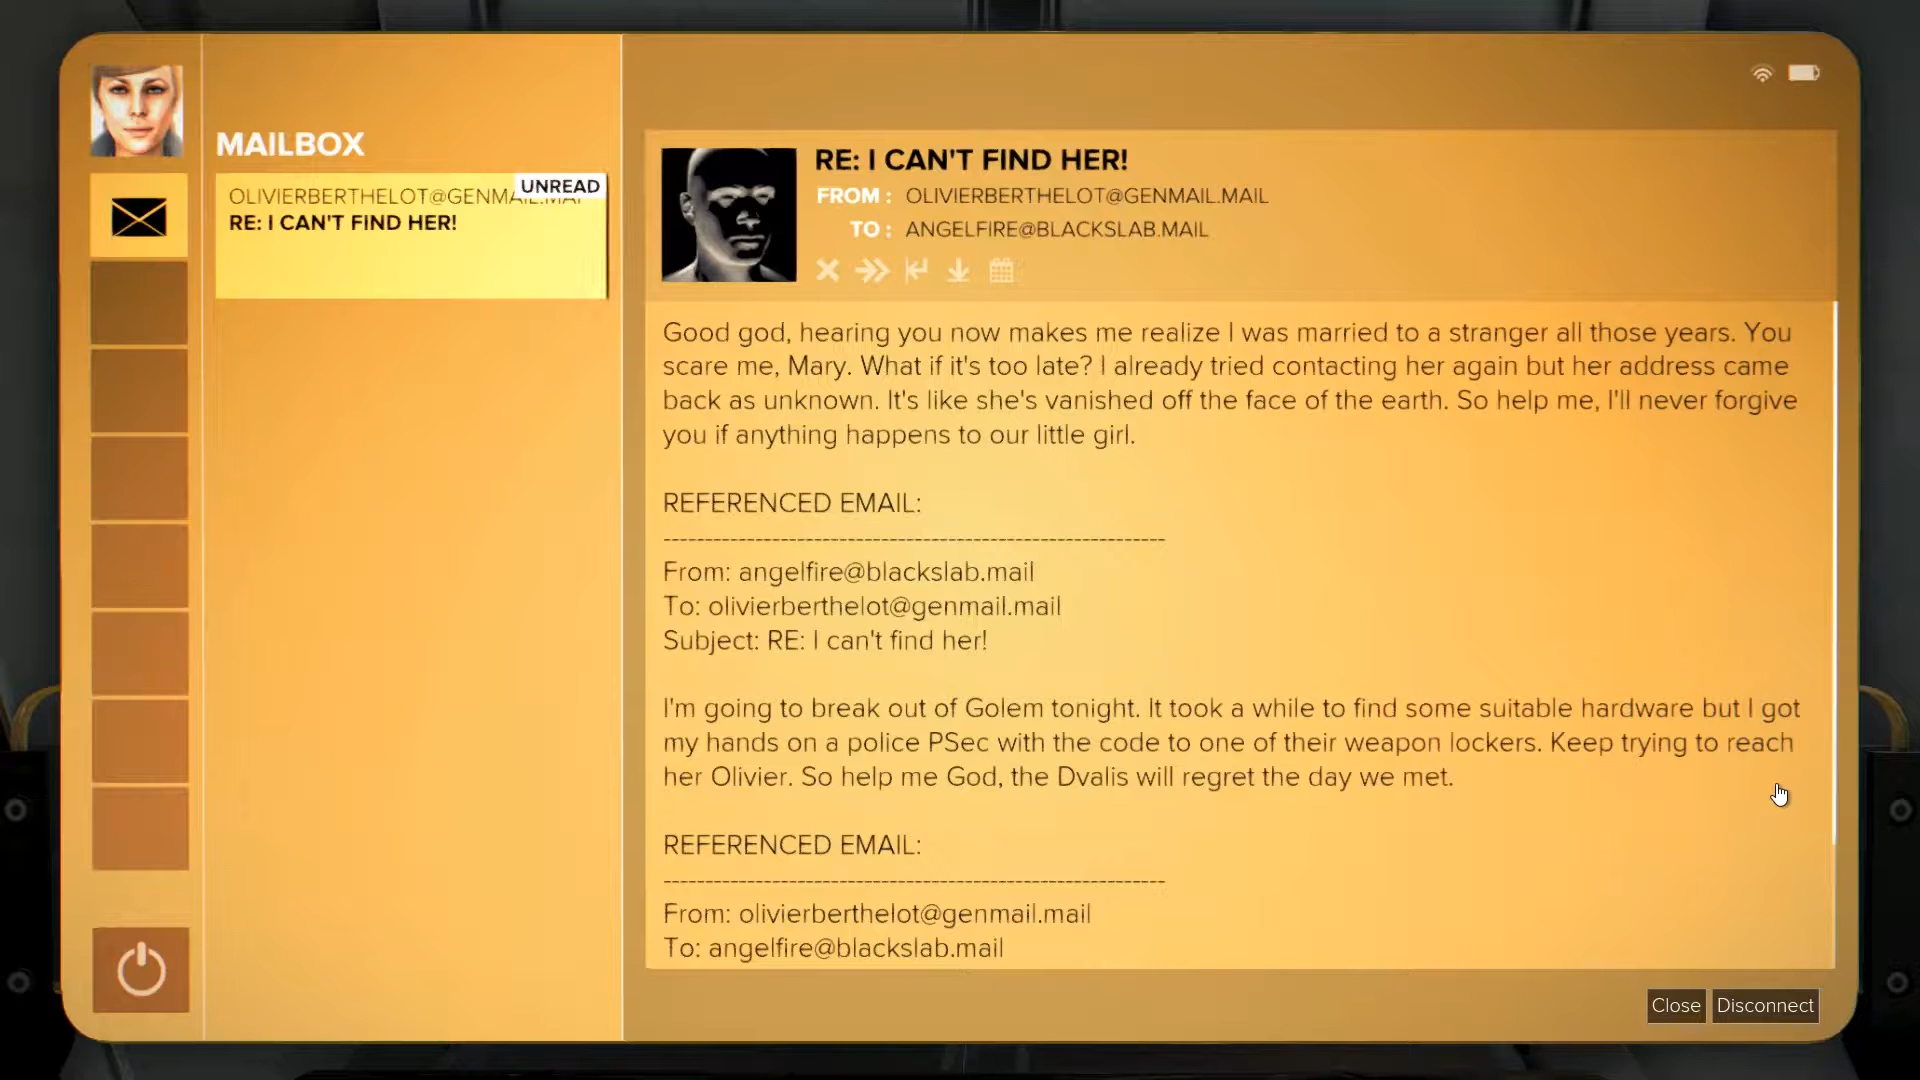 MAILBOX
OLIVIERBERTHELOT@GENMAIL.MAI
UNREAD
RE: I CAN'T FIND HER!
RE: I CAN'T FIND HER!
FROM : OLIVIERBERTHELOT@GENMAIL.MAIL
TO : ANGELFIRE@BLACKSLAB.MAIL
Good god, hearing you now makes me realize I was married to a stranger all those years. You
scare me, Mary. What if it's too late? I already tried contacting her again but her address came
back as unknown. It's like she's vanished off the face of the earth. So help me, I'll never forgive
you if anything happens to our little girl.
REFERENCED EMAIL:
------------------------------------------------------------
From: angelfire@blackslab.mail
To: olivierberthelot@genmail.mail
Subject: RE: I can't find her!
I'm going to break out of Golem tonight. It took a while to find some suitable hardware but I got
my hands on a police PSec with the code to one of their weapon lockers. Keep trying to reach
her Olivier. So help me God, the Dvalis will regret the day we met.
REFERENCED EMAIL:
------------------------------------------------------------
From: olivierberthelot@genmail.mail
To: angelfire@blackslab.mail
Close Disconnect